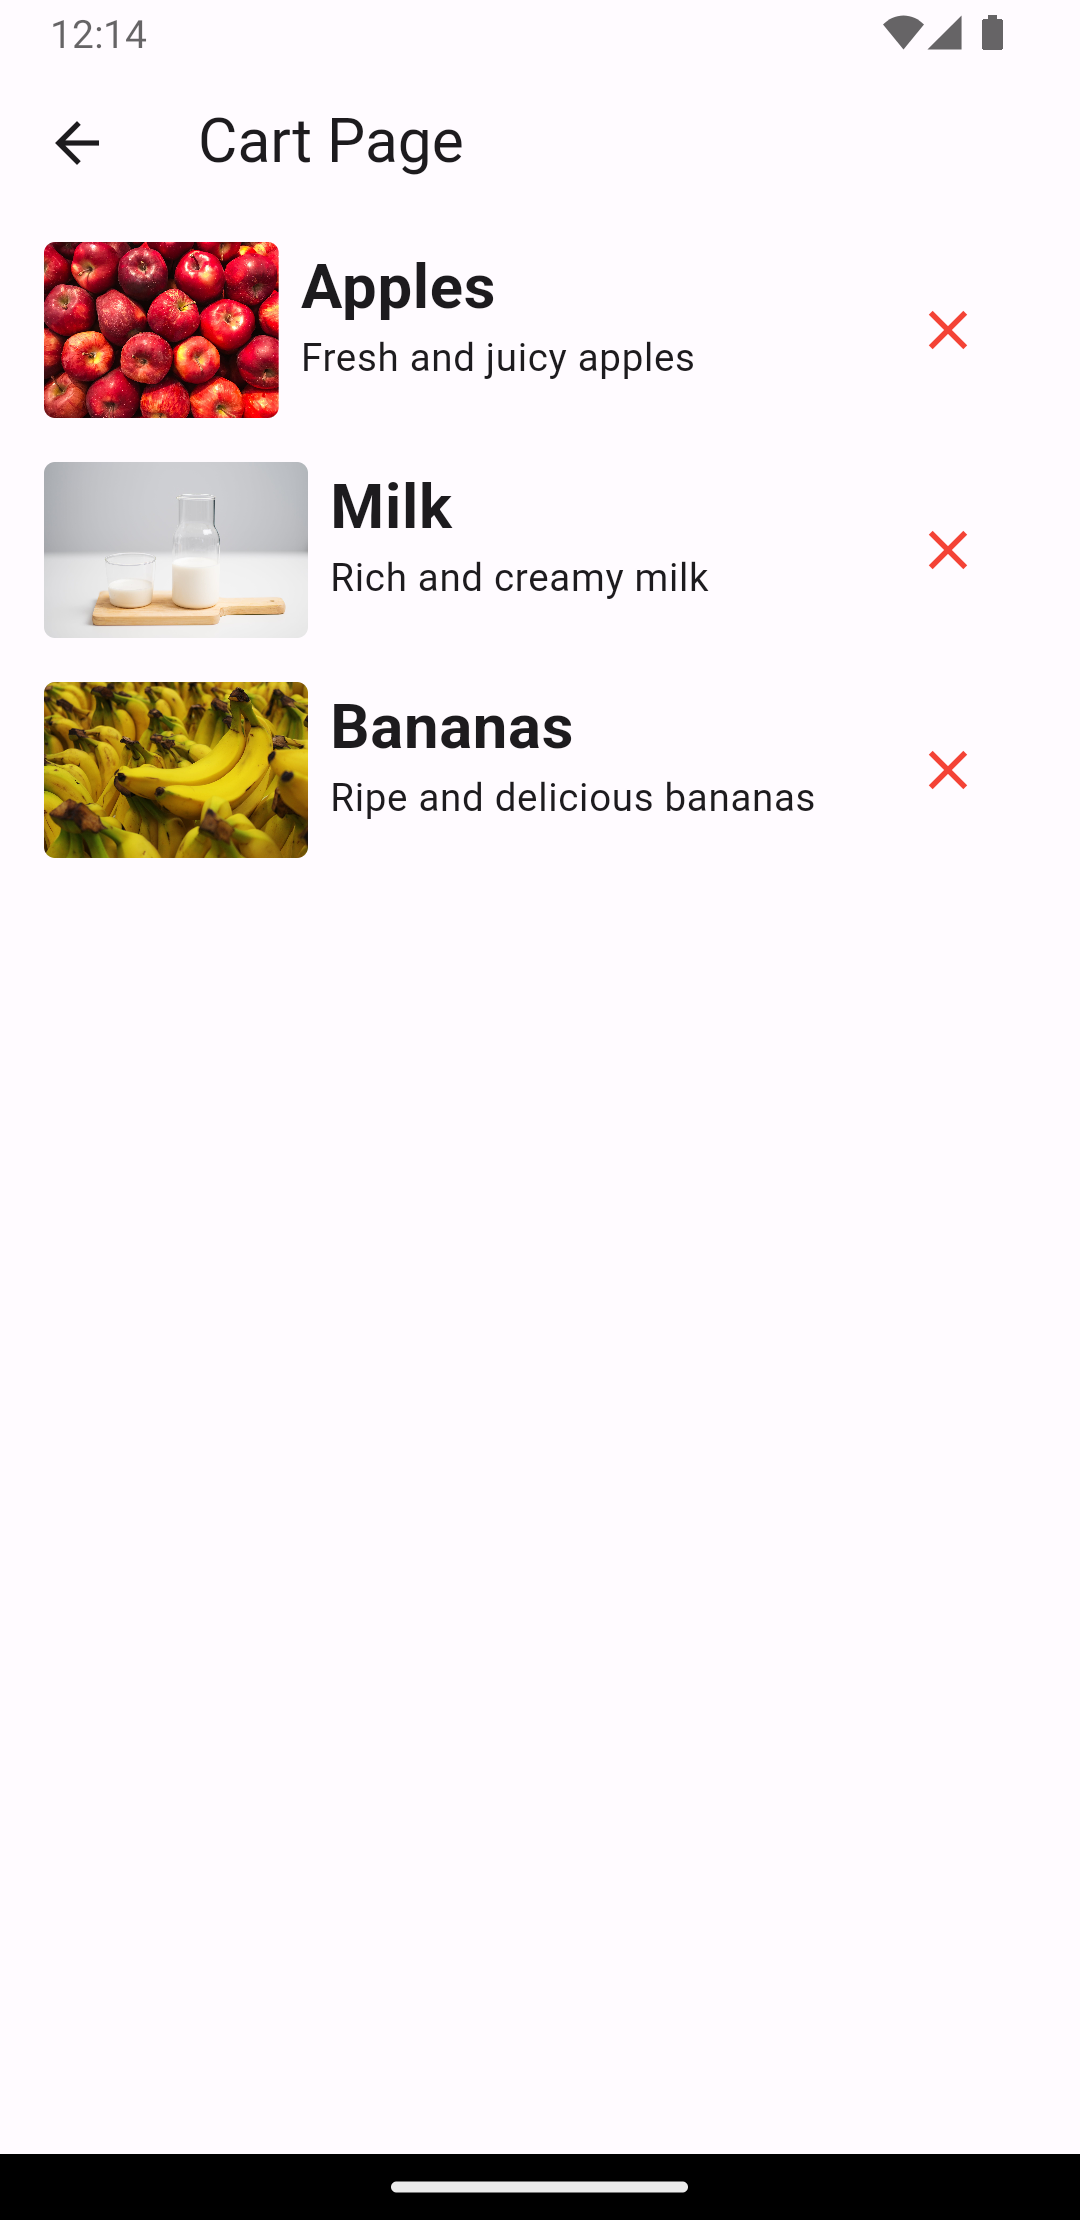 12:14
Cart Page
Apples
Fresh and juicy apples
Milk
Rich and creamy milk
Bananas
Ripe and delicious bananas